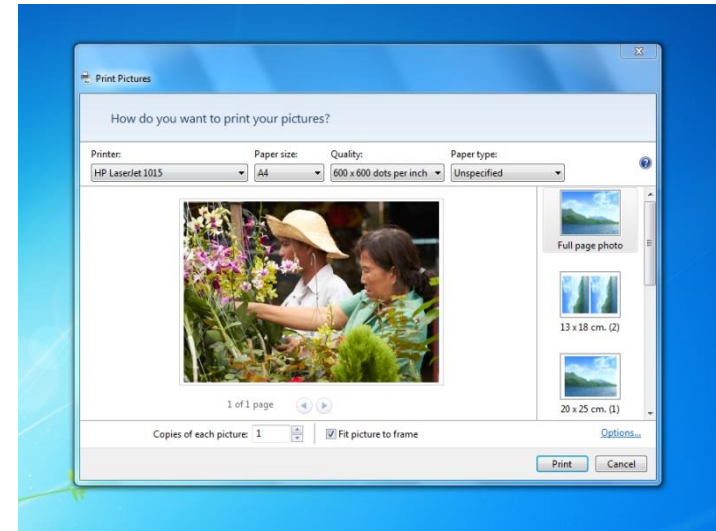 Print Pictures
How do you want to print your pictures?
Printer: Paper size: Quality: Paper type:
HP LaserJet 1015 A4 600 x 600 dots per inch Unspecified
Full page photo
13 x 18 cm. (2)
20 x 25 cm. (1)
1 of 1 page
Copies of each picture: 1 Fit picture to frame Options...
Print Cancel